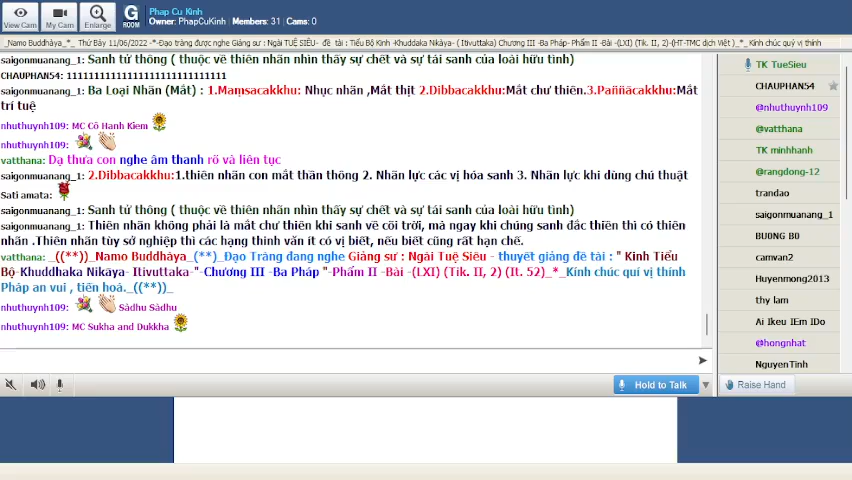 View Cam
My Cam
Enlarge
G ROOM
Phap Cu Kinh
Owner: PhapCuKinh | Members: 31 | Cams: 0
_Namo Buddhàya_*_ Thứ Bảy 11/06/2022 -*-Đạo tràng được nghe Giảng sư : Ngài TUỆ SIÊU- đề tài : Tiểu Bộ Kinh -Khuddaka Nikàya- ( Itivuttaka) Chương III -Ba Pháp- Phẩm II -Bài -(LXI) (Tik. II, 2)-(HT-TMC dịch Việt )_*_ Kính chúc quý vị thính
saigonmuanang_1: Sanh tử thông ( thuộc về thiên nhãn nhìn thấy sự chết và sự tái sanh của loài hữu tình)
CHAUPHAN54: 11111111111111111111111111111111
saigonmuanang_1: Ba Loại Nhãn (Mắt) : 1.Maṃsacakkhu: Nhục nhãn ,Mắt thịt 2.Dibbacakkhu:Mắt chư thiên.3.Paññācakkhu:Mắt
trí tuệ
nhuthuynh109: MC Cô Hanh Kiem
nhuthuynh109:
vatthana: Dạ thưa con nghe âm thanh rõ và liên tục
saigonmuanang_1: 2.Dibbacakkhu:1.thiên nhãn con mắt thần thông 2. Nhãn lực các vị hóa sanh 3. Nhãn lực khi dùng chú thuật
Sati amata:
saigonmuanang_1: Sanh tử thông ( thuộc về thiên nhãn nhìn thấy sự chết và sự tái sanh của loài hữu tình)
saigonmuanang_1: Thiên nhãn không phải là mắt chư thiên khi sanh về cõi trời, mà ngay khi chúng sanh đắc thiền thì có thiên
nhãn .Thiên nhãn tùy sở nghiệp thì các hạng thinh văn ít có vị biết, nếu biết cũng rất hạn chế.
vatthana: _((**))_ Namo Buddhàya_(**)_Đạo Tràng đang nghe Giảng sư : Ngài Tuệ Siêu - thuyết giảng đề tài : " Kinh Tiểu
Bộ-Khuddhaka Nikàya- Itivuttaka-"-Chương III -Ba Pháp "-Phẩm II -Bài -(LXI) (Tik. II, 2) (It. 52)_*_Kính chúc quí vị thính
Pháp an vui , tiến hoá._((**))_
nhuthuynh109: Sādhu Sādhu
nhuthuynh109: MC Sukha and Dukkha
Hold to Talk
TK TueSieu
CHAUPHAN54
@nhuthuynh109
@vatthana
TK minhhanh
@rangdong-12
trandao
saigonmuanang_1
BUONG B0
camvan2
Huyenmong2013
thy lam
Ai Ikeu IEm IDo
@hongnhat
NguyenTinh
Raise Hand